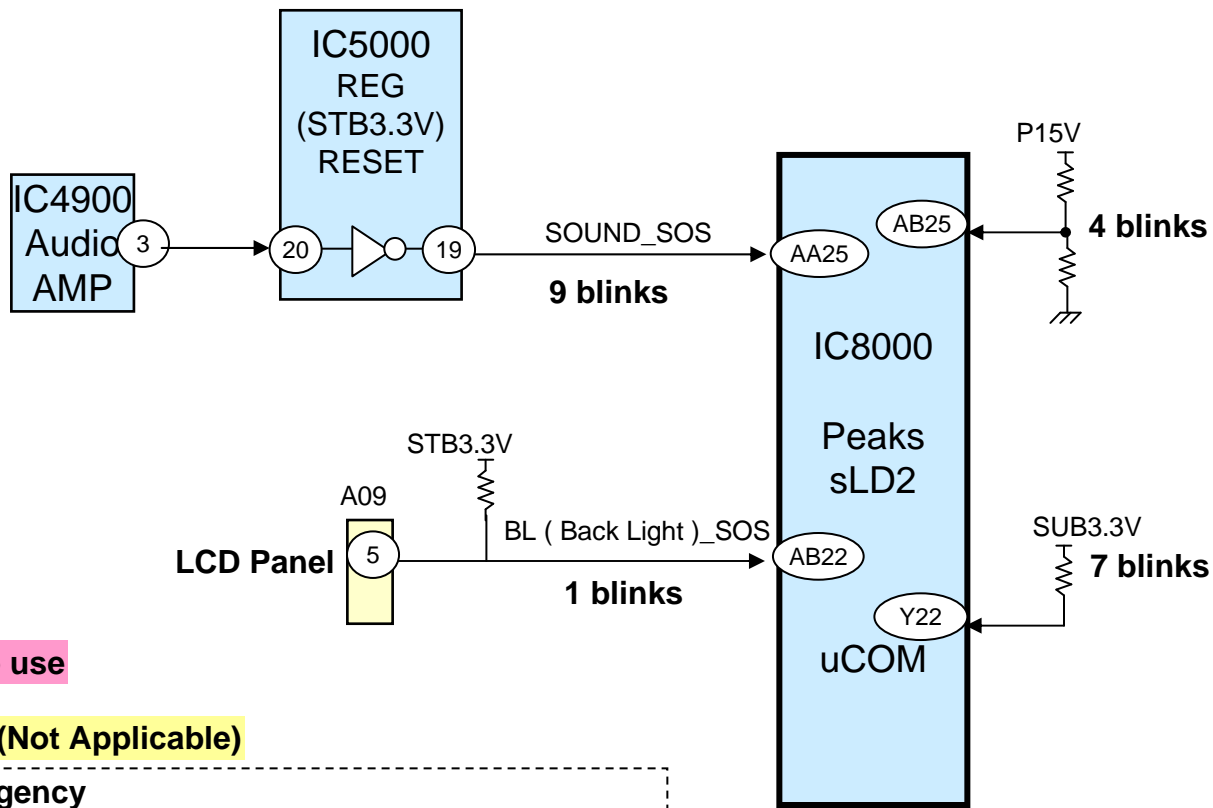 IC5000
REG
(STB3.3V)
RESET
20
19
IC4900
Audio
AMP
3
SOUND_SOS
9 blinks
P15V
4 blinks
AB25
AA25
IC8000
Peaks
sLD2
uCOM
AB22
Y22
STB3.3V
A09
5
LCD Panel
BL ( Back Light )_SOS
1 blinks
SUB3.3V
7 blinks
use
(Not Applicable)
gency